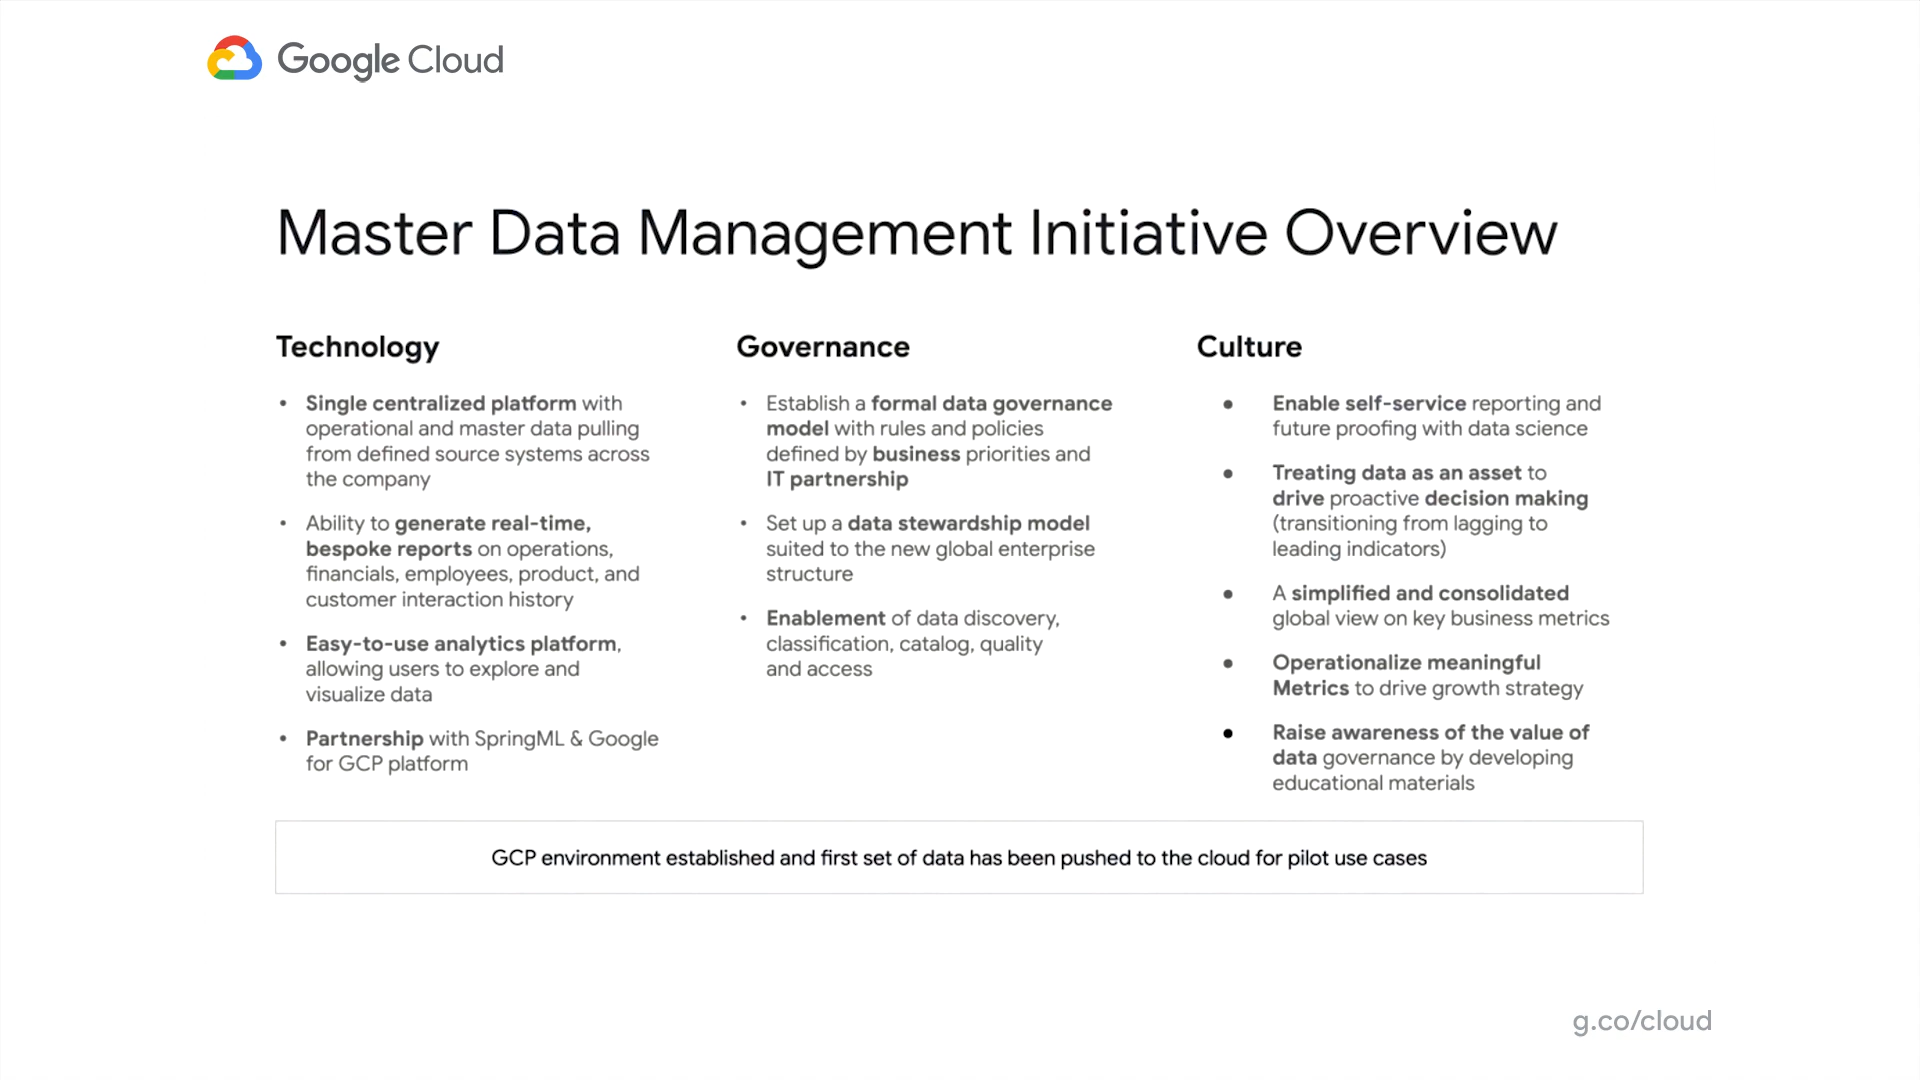 Google Cloud
Master Data Management Initiative Overview
Technology
• Single centralized platform with
operational and master data pulling
from defined source systems across
the company
• Ability to generate real-time,
bespoke reports on operations,
financials, employees, product, and
customer interaction history
• Easy-to-use analytics platform,
allowing users to explore and
visualize data
• Partnership with SpringML & Google
for GCP platform
Governance
• Establish a formal data governance
model with rules and policies
defined by business priorities and
IT partnership
• Set up a data stewardship model
suited to the new global enterprise
structure
• Enablement of data discovery,
classification, catalog, quality
and access
Culture
• Enable self-service reporting and
future proofing with data science
• Treating data as an asset to
drive proactive decision making
(transitioning from lagging to
leading indicators)
• A simplified and consolidated
global view on key business metrics
• Operationalize meaningful
Metrics to drive growth strategy
• Raise awareness of the value of
data governance by developing
educational materials
GCP environment established and first set of data has been pushed to the cloud for pilot use cases
g.co/cloud